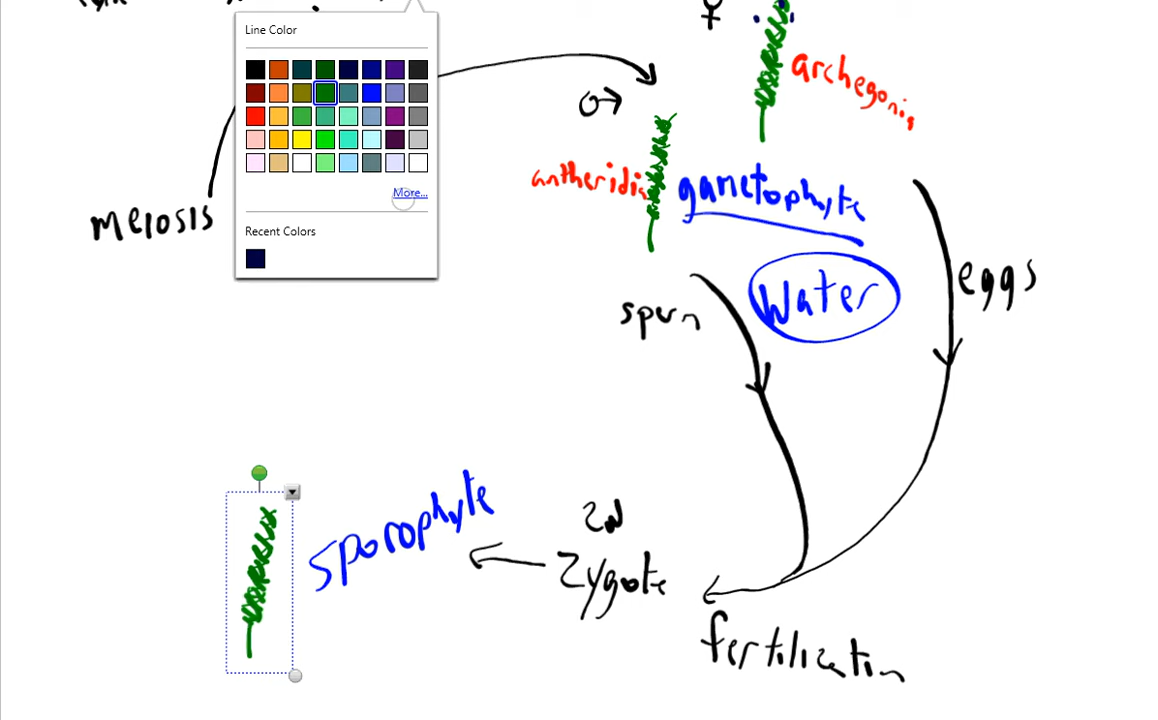 Line Color
archegonia
antheridia
More...
gametophyte
meiosis
Recent Colors
eggs
Water
sperm
sporophyte
2n
zygote
fertilization